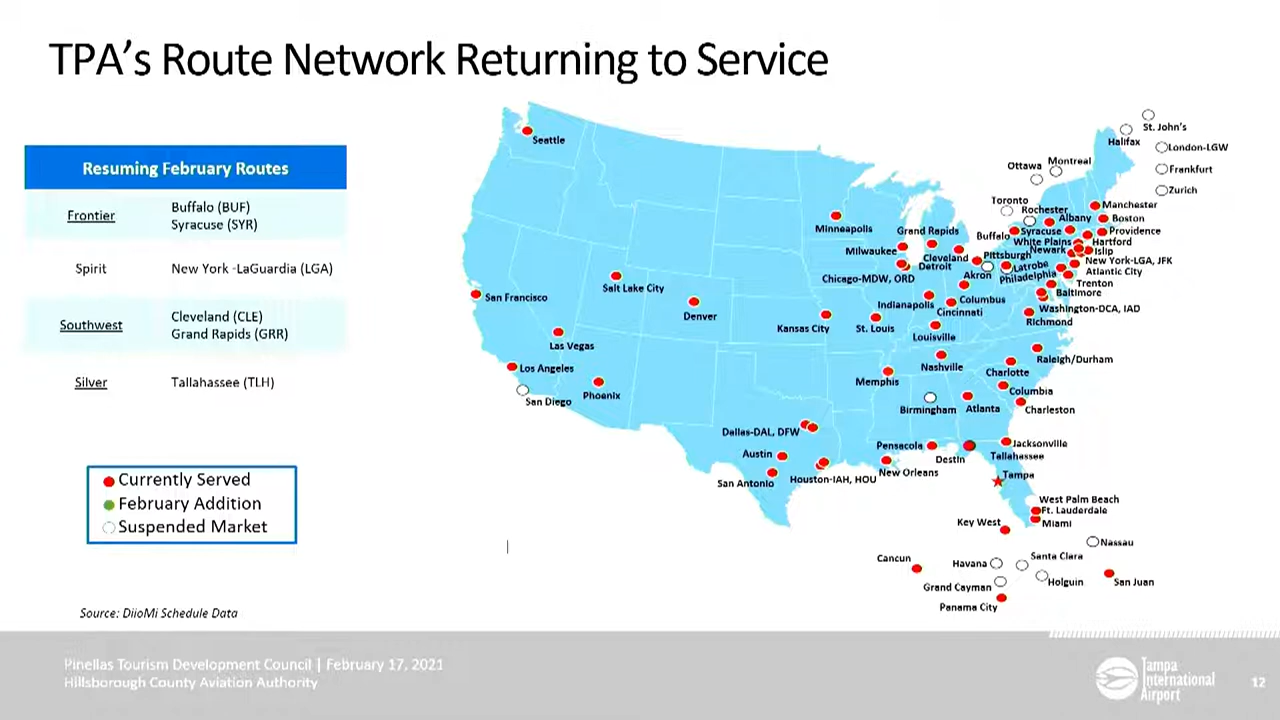 TPA's Route Network Returning to Service
Resuming February Routes
Frontier
Buffalo (BUF)
Syracuse (SYR)
Spirit
New York -LaGuardia (LGA)
Southwest
Cleveland (CLE)
Grand Rapids (GRR)
Silver
Tallahassee (TLH)
Currently Served
February Addition
Suspended Market
Source: DiioMi Schedule Data
Seattle
Minneapolis
Grand Rapids
Milwaukee
Cleveland
Detroit
Chicago-MDW, ORD
Salt Lake City
San Francisco
Denver
Kansas City
St. Louis
Indianapolis
Columbus
Cincinnati
Louisville
Las Vegas
Los Angeles
Phoenix
San Diego
Nashville
Memphis
Birmingham
Atlanta
Charlotte
Columbia
Charleston
Raleigh/Durham
Richmond
Washington-DCA, IAD
Baltimore
Trenton
Atlantic City
New York-LGA, JFK
Islip
Hartford
Providence
Boston
Manchester
Albany
Syracuse
Rochester
Toronto
Buffalo
White Plains
Newark
Pittsburgh
Latrobe
Akron
Philadelphia
Ottawa
Montreal
Halifax
St. John's
London-LGW
Frankfurt
Zurich
Dallas-DAL, DFW
Austin
San Antonio
Houston-IAH, HOU
New Orleans
Pensacola
Destin
Jacksonville
Tallahassee
Tampa
West Palm Beach
Ft. Lauderdale
Miami
Key West
Nassau
Cancun
Havana
Santa Clara
Grand Cayman
Holguin
San Juan
Panama City
Pinellas Tourism Development Council | February 17, 2021
Hillsborough County Aviation Authority
Tampa
International
Airport
12